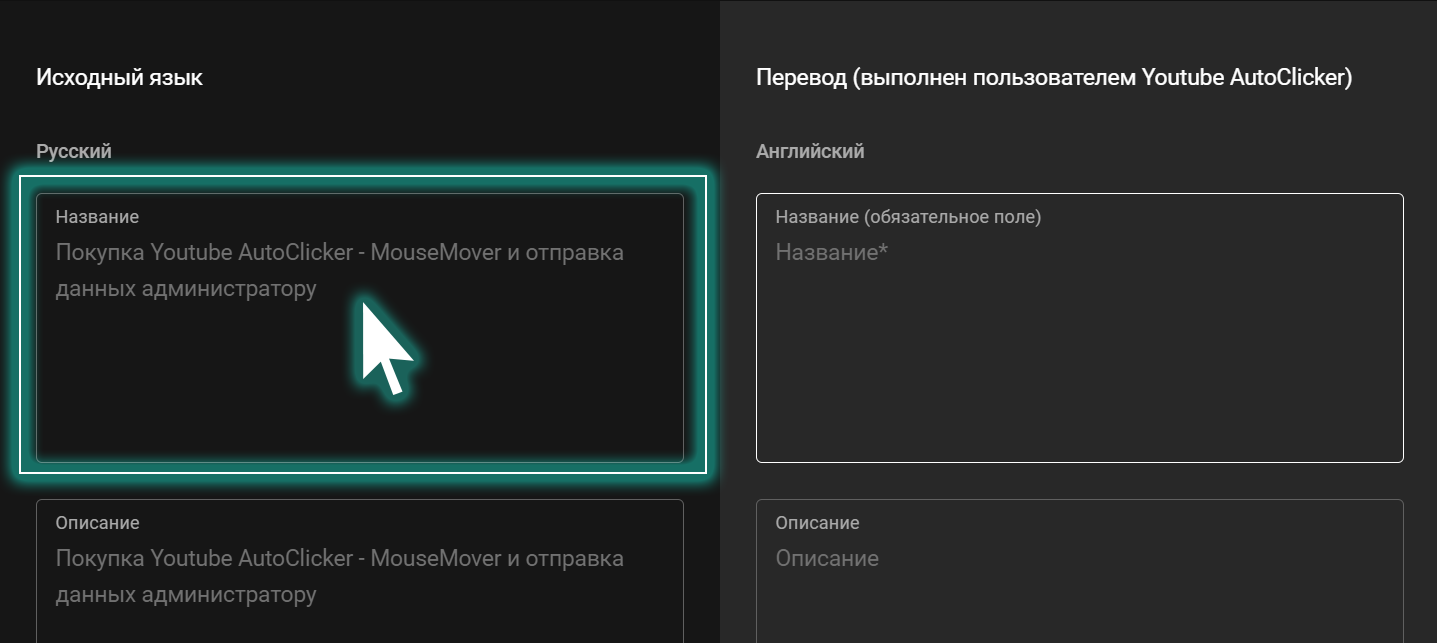 Исходный язык
Русский
Название
Покупка Youtube AutoClicker - MouseMover и отправка
данных администратору
Описание
Покупка Youtube AutoClicker - MouseMover и отправка
данных администратору
Перевод (выполнен пользователем Youtube AutoClicker)
Английский
Название (обязательное поле)
Название*
Описание
Описание